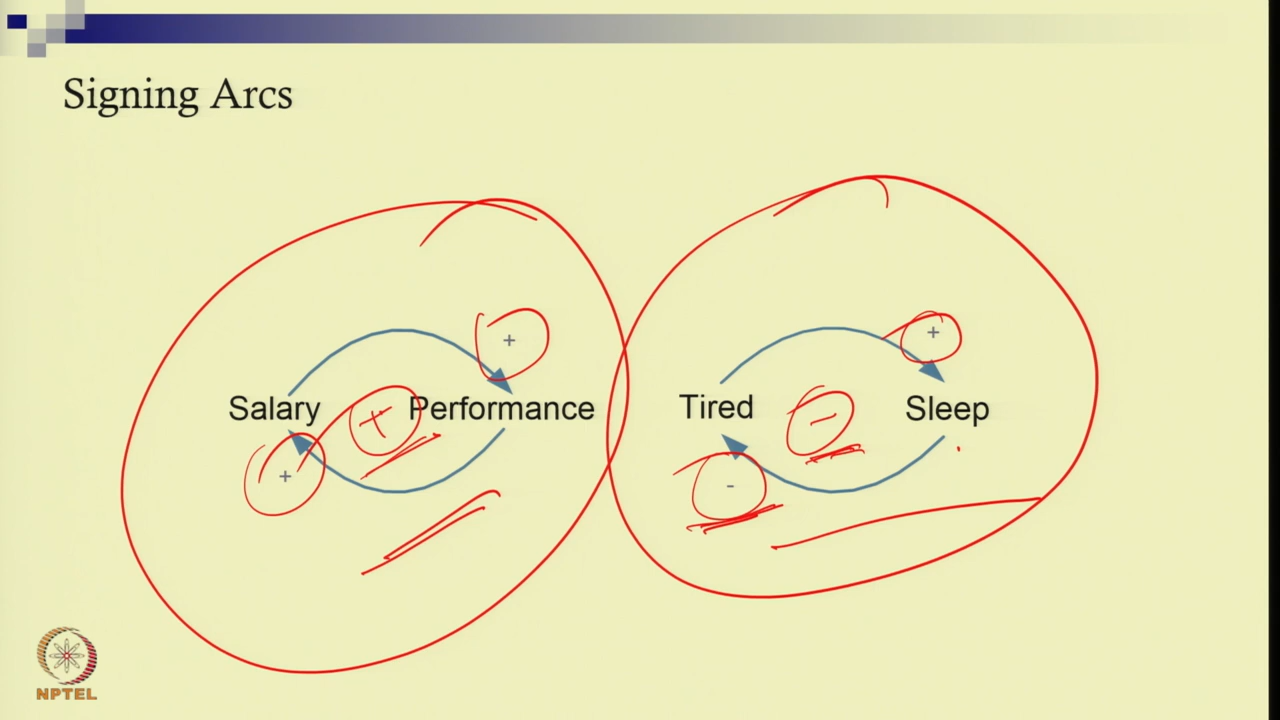 Signing Arcs
+ +
Salary + Performance Tired - Sleep
+ -
NPTEL